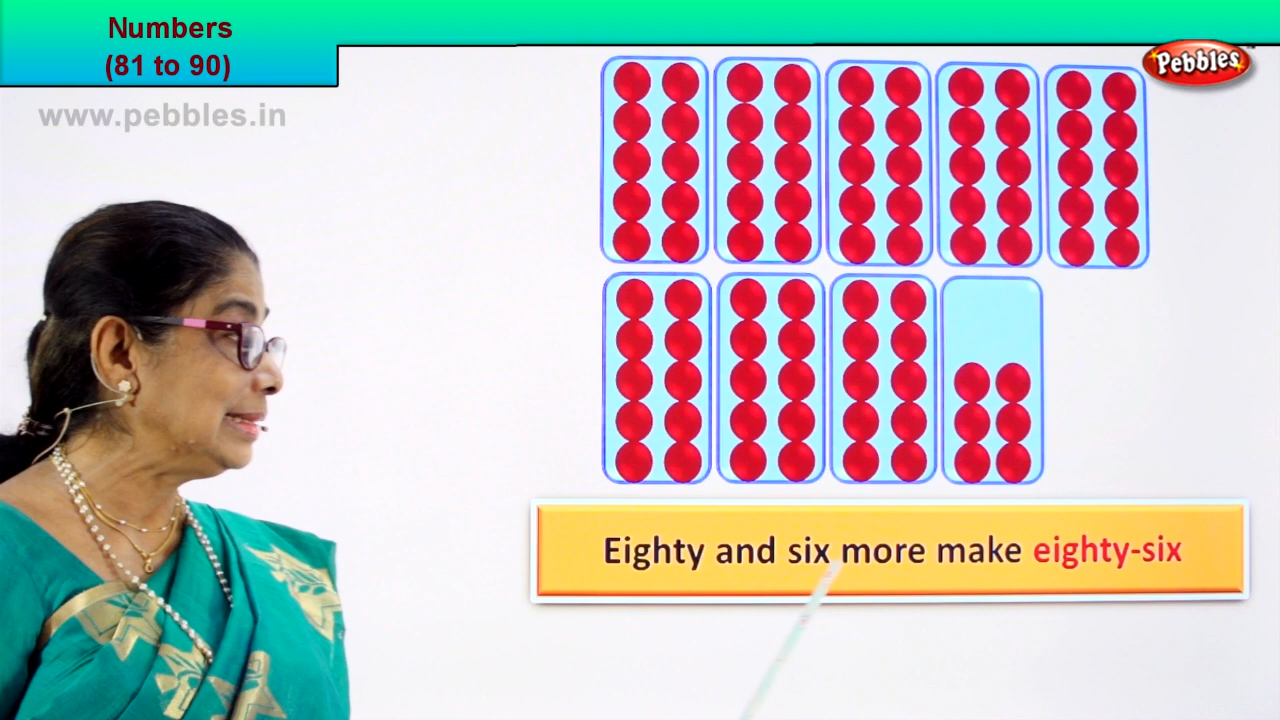 Numbers
(81 to 90)
www.pebbles.in
Pebbles
Eighty and six more make eighty-six